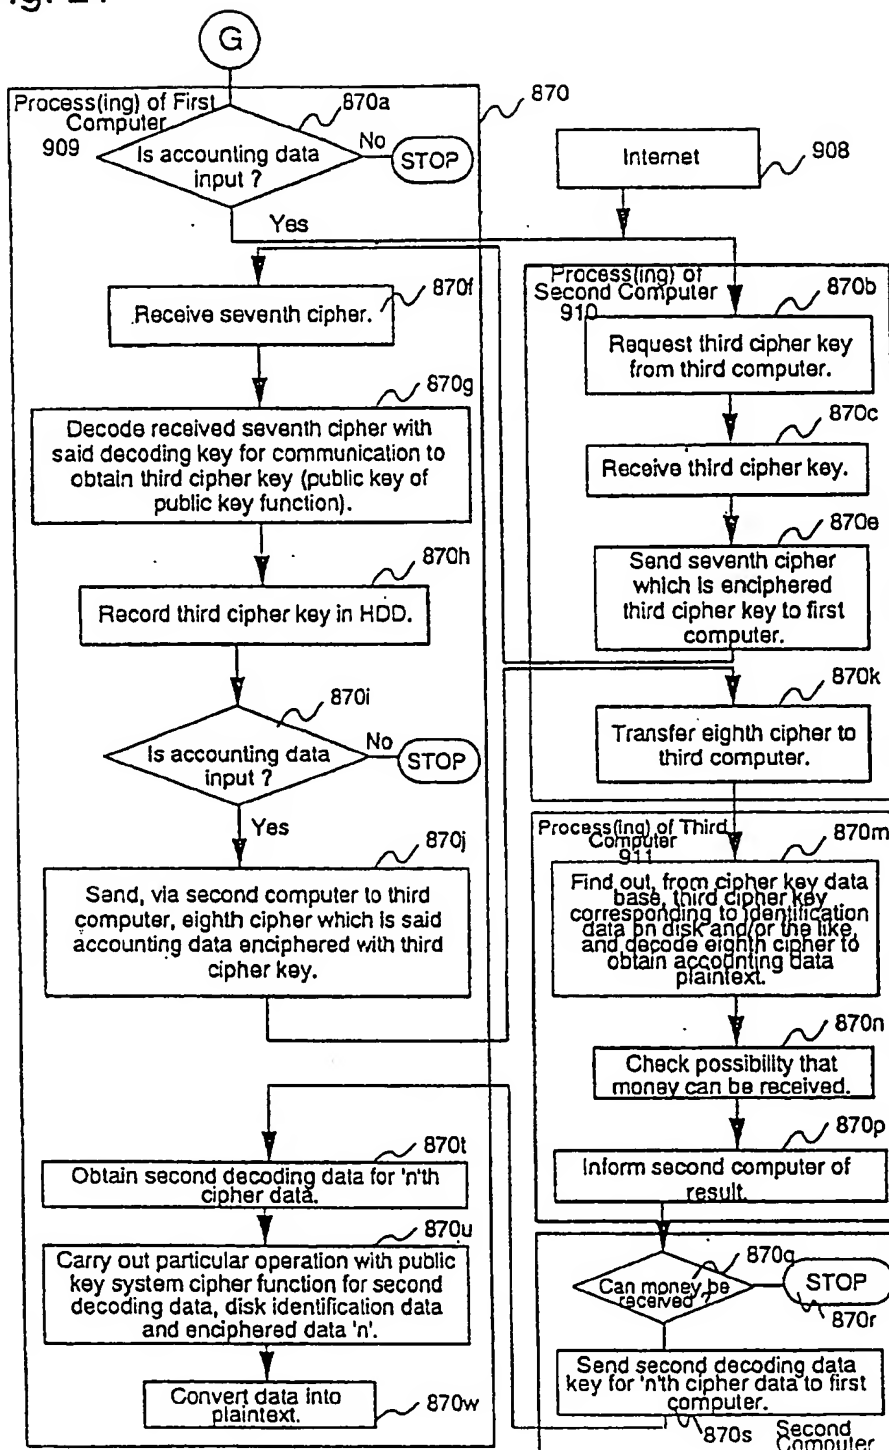 G
Process(ing) of First
Computer
909
870a
870
Is accounting data
input ?
No
STOP
Yes
Internet
908
870f
Receive seventh cipher.
870g
Decode received seventh cipher with
said decoding key for communication to
obtain third cipher key (public key of
public key function).
870h
Record third cipher key in HDD.
870i
Is accounting data
input ?
No
STOP
Yes
870j
Send, via second computer to third
computer, eighth cipher which is said
accounting data enciphered with third
cipher key.
870t
Obtain second decoding data for 'n'th
cipher data.
870u
Carry out particular operation with public
key system cipher function for second
decoding data, disk identification data
and enciphered data 'n'.
Convert data into
plaintext.
870w
Process(ing) of
Second Computer
910
870b
Request third cipher key
from third computer.
870c
Receive third cipher key.
870e
Send seventh cipher
which is enciphered
third cipher key to first
computer.
870k
Transfer eighth cipher to
third computer.
Process(ing) of Third
Computer
911
870m
Find out, from cipher key data
base, third cipher key
corresponding to identification
data on disk and/or the like,
and decode eighth cipher to
obtain accounting data
plaintext.
870n
Check possibility that
money can be received.
870p
Inform second computer of
result.
870q
Can money be
received ?
STOP
870r
Send second decoding data
key for 'n'th cipher data to first
computer.
870s
Second
Computer